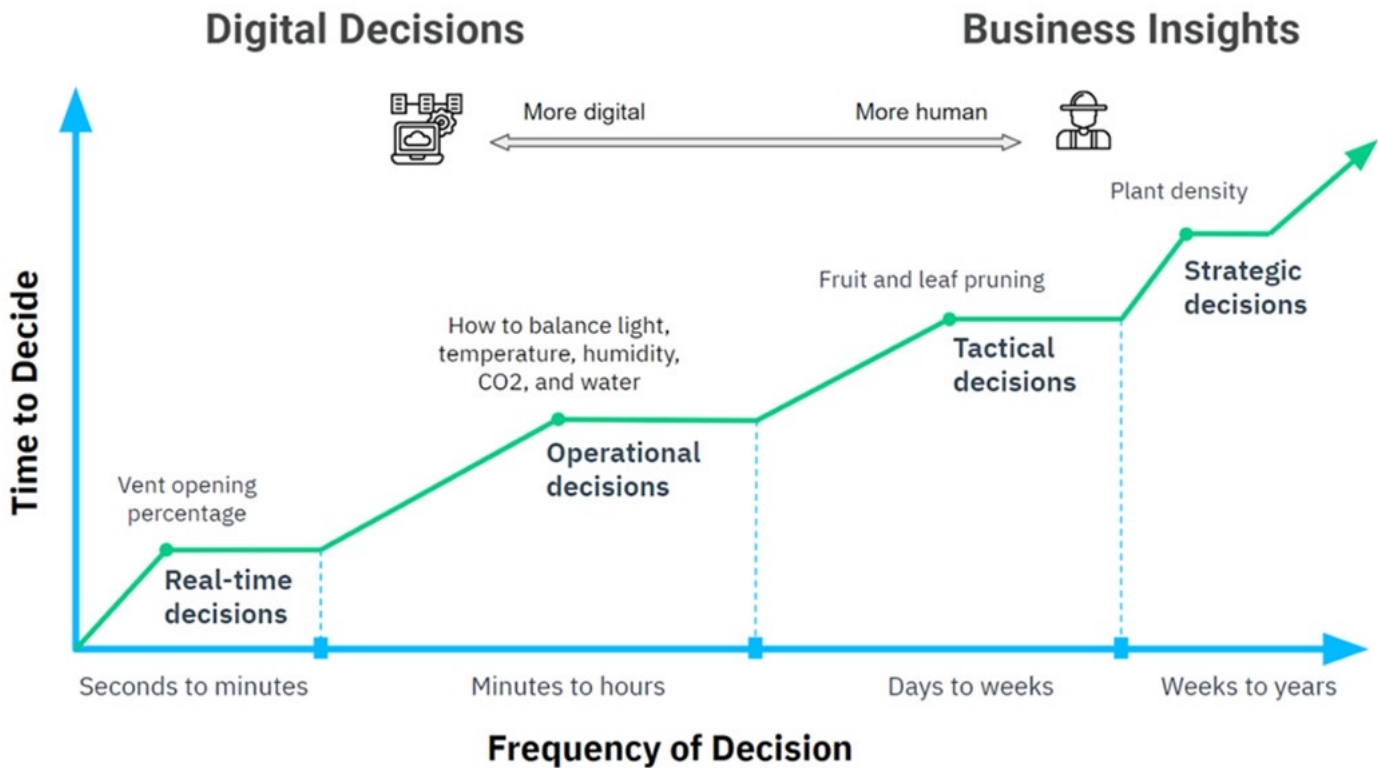 Digital Decisions
Business Insights
More digital
More human
Plant density
Strategic
decisions
Fruit and leaf pruning
Tactical
decisions
How to balance light,
temperature, humidity,
CO2, and water
Operational
decisions
Vent opening
percentage
Real-time
decisions
Time to Decide
Seconds to minutes
Minutes to hours
Days to weeks
Weeks to years
Frequency of Decision